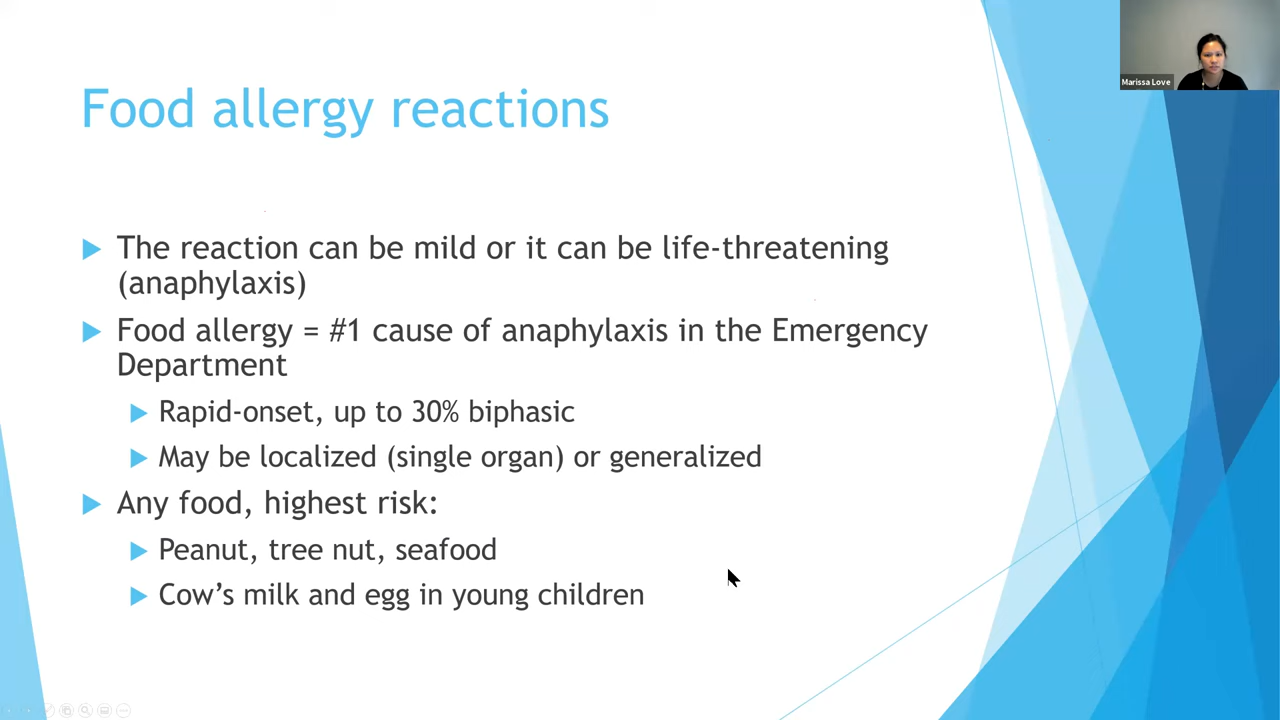 Marissa Love
Food allergy reactions
The reaction can be mild or it can be life-threatening
(anaphylaxis)
Food allergy = #1 cause of anaphylaxis in the Emergency
Department
Rapid-onset, up to 30% biphasic
May be localized (single organ) or generalized
Any food, highest risk:
Peanut, tree nut, seafood
Cow’s milk and egg in young children